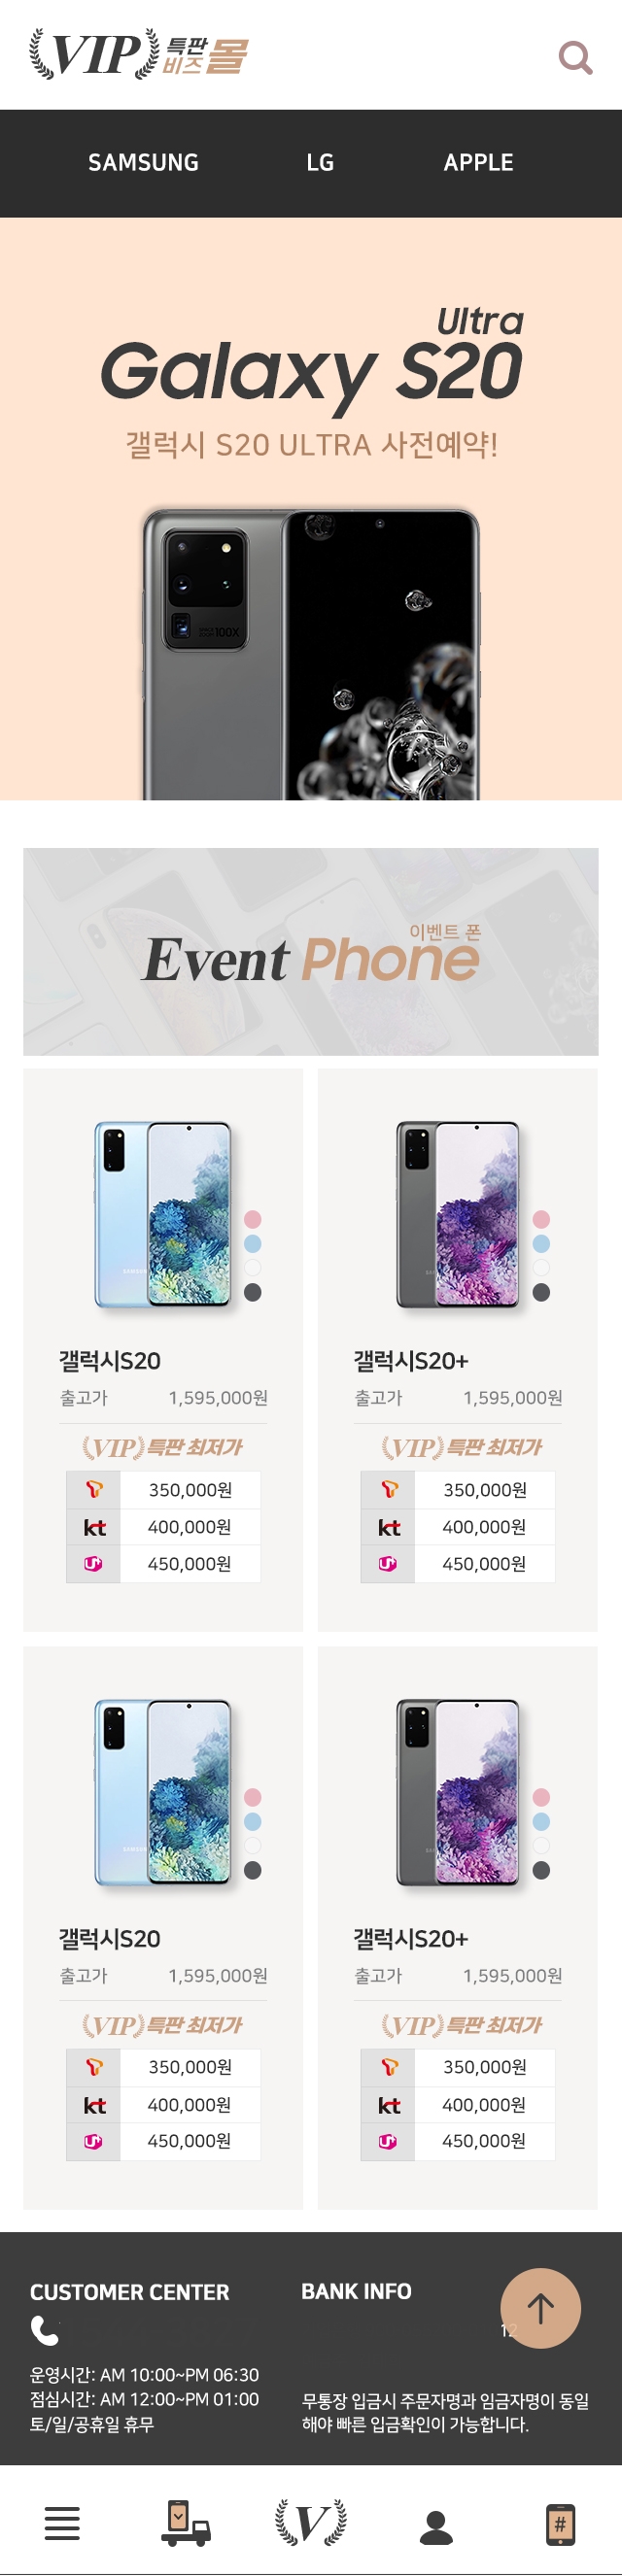 VIP 특판
비즈 몰
SAMSUNG LG APPLE
Ultra
Galaxy S20
갤럭시 S20 ULTRA 사전예약!
100X
이벤트 폰
Event Phone
SAMSUNG
갤럭시S20
출고가 1,595,000원
VIP 특판 최저가
350,000원
kt 400,000원
U+ 450,000원
갤럭시S20+
출고가 1,595,000원
VIP 특판 최저가
350,000원
kt 400,000원
U+ 450,000원
SAMSUNG
갤럭시S20
출고가 1,595,000원
VIP 특판 최저가
350,000원
kt 400,000원
U+ 450,000원
갤럭시S20+
출고가 1,595,000원
VIP 특판 최저가
350,000원
kt 400,000원
U+ 450,000원
CUSTOMER CENTER
운영시간: AM 10:00~PM 06:30
점심시간: AM 12:00~PM 01:00
토/일/공휴일 휴무
BANK INFO
12
무통장 입금시 주문자명과 임금자명이 동일
해야 빠른 입금확인이 가능합니다.
V
#